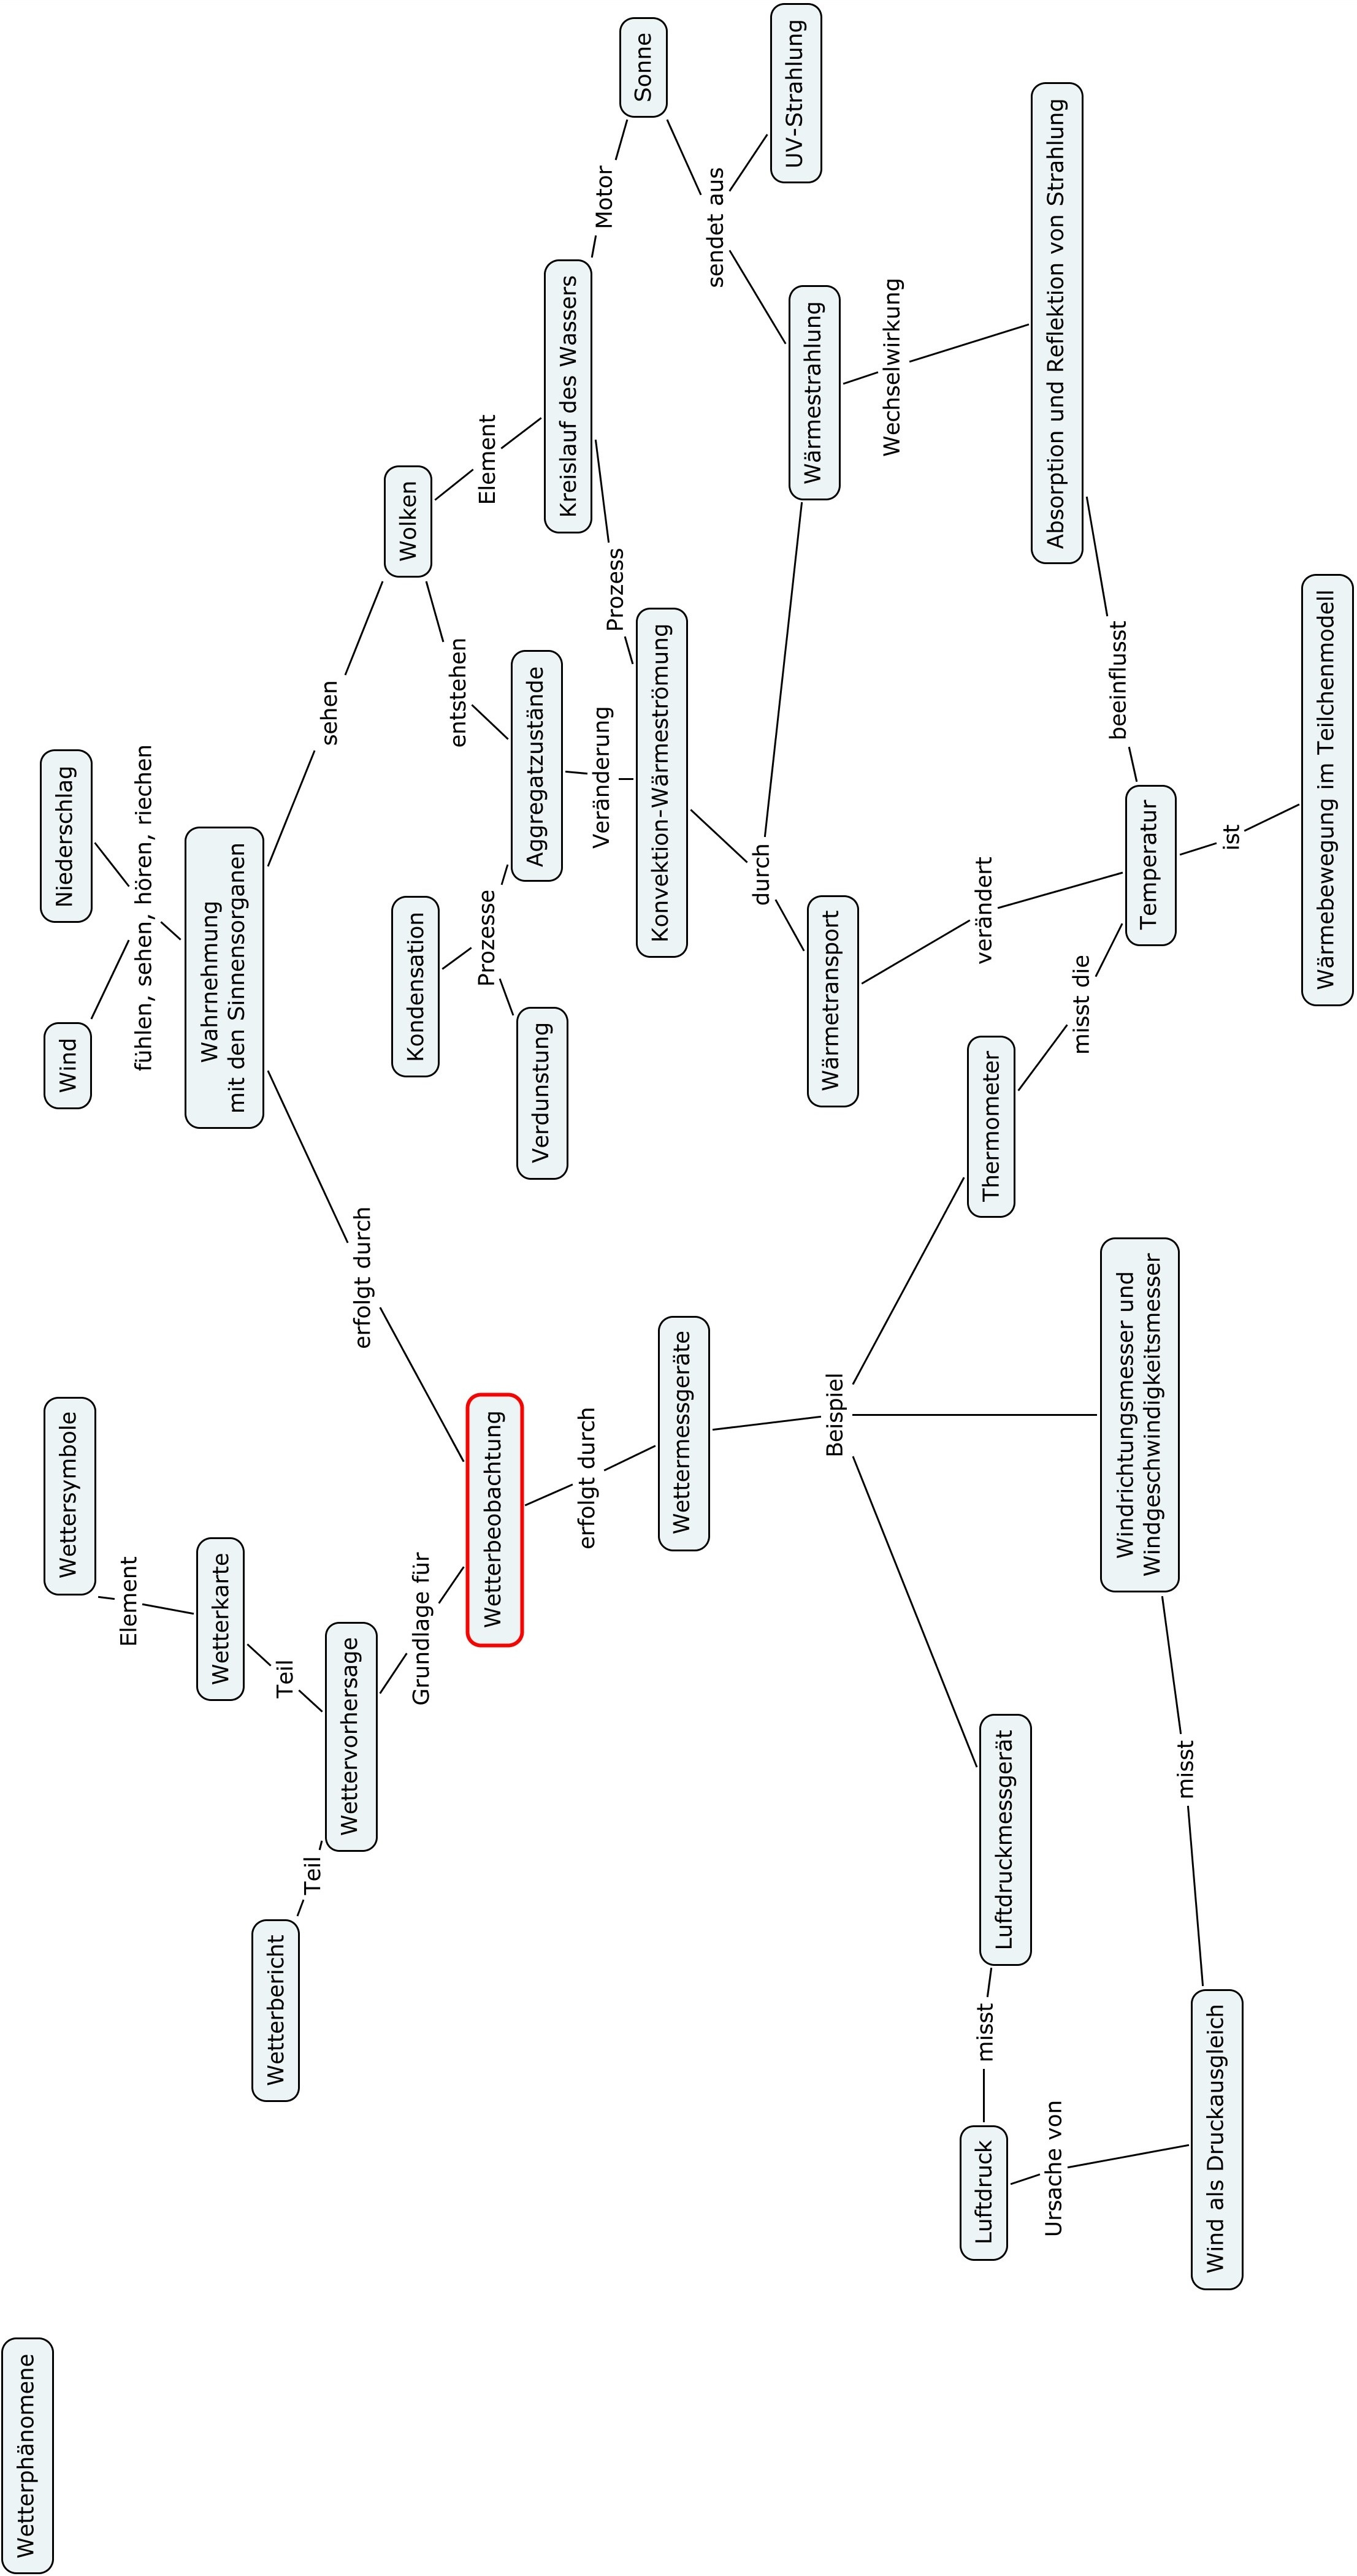 Wetterphänomene
Wettersymbole
Wind
Niederschlag
Element
fühlen, sehen, hören, riechen
Wetterkarte
Wahrnehmung
mit den Sinnensorganen
Wetterbericht
Teil
Teil
sehen
Wettervorhersage
erfolgt durch
Grundlage für
Kondensation
Wolken
entstehen
Wetterbeobachtung
Prozesse
Element
Verdunstung
Aggregatzustände
Kreislauf des Wassers
erfolgt durch
Veränderung
Prozess
Motor
Sonne
Wettermessgeräte
Konvektion-Wärmeströmung
sendet aus
durch
UV-Strahlung
Beispiel
Wärmetransport
Wärmestrahlung
Wechselwirkung
Luftdruck
misst
Luftdruckmessgerät
Thermometer
verändert
Ursache von
misst die
Absorption und Reflektion von Strahlung
Windrichtungsmesser und
Windgeschwindigkeitsmesser
beeinflusst
Temperatur
misst
Wind als Druckausgleich
ist
Wärmebewegung im Teilchenmodell